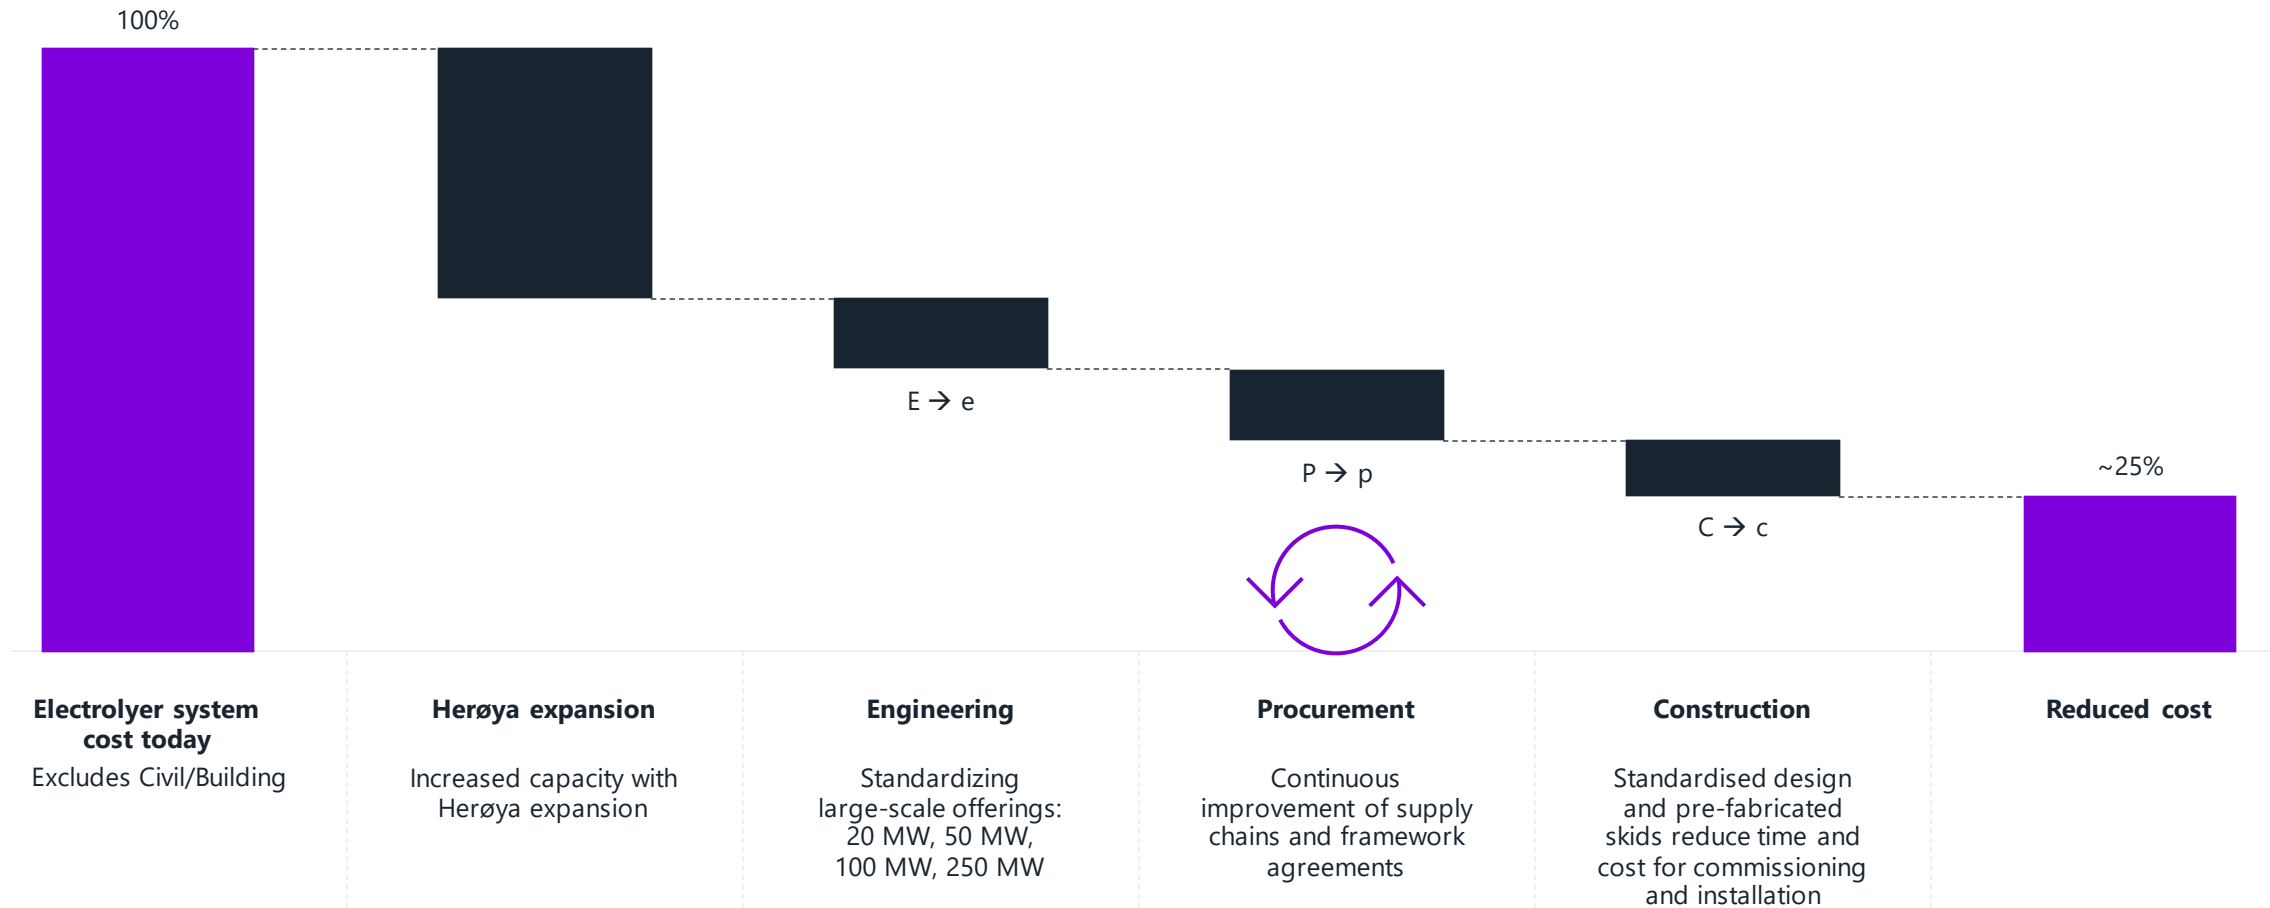 100%
E → e
P → p
C → c
~25%
Electrolyer system
cost today
Excludes Civil/Building
Herøya expansion
Increased capacity with
Herøya expansion
Engineering
Standardizing
large-scale offerings:
20 MW, 50 MW,
100 MW, 250 MW
Procurement
Continuous
improvement of supply
chains and framework
agreements
Construction
Standardised design
and pre-fabricated
skids reduce time and
cost for commissioning
and installation
Reduced cost